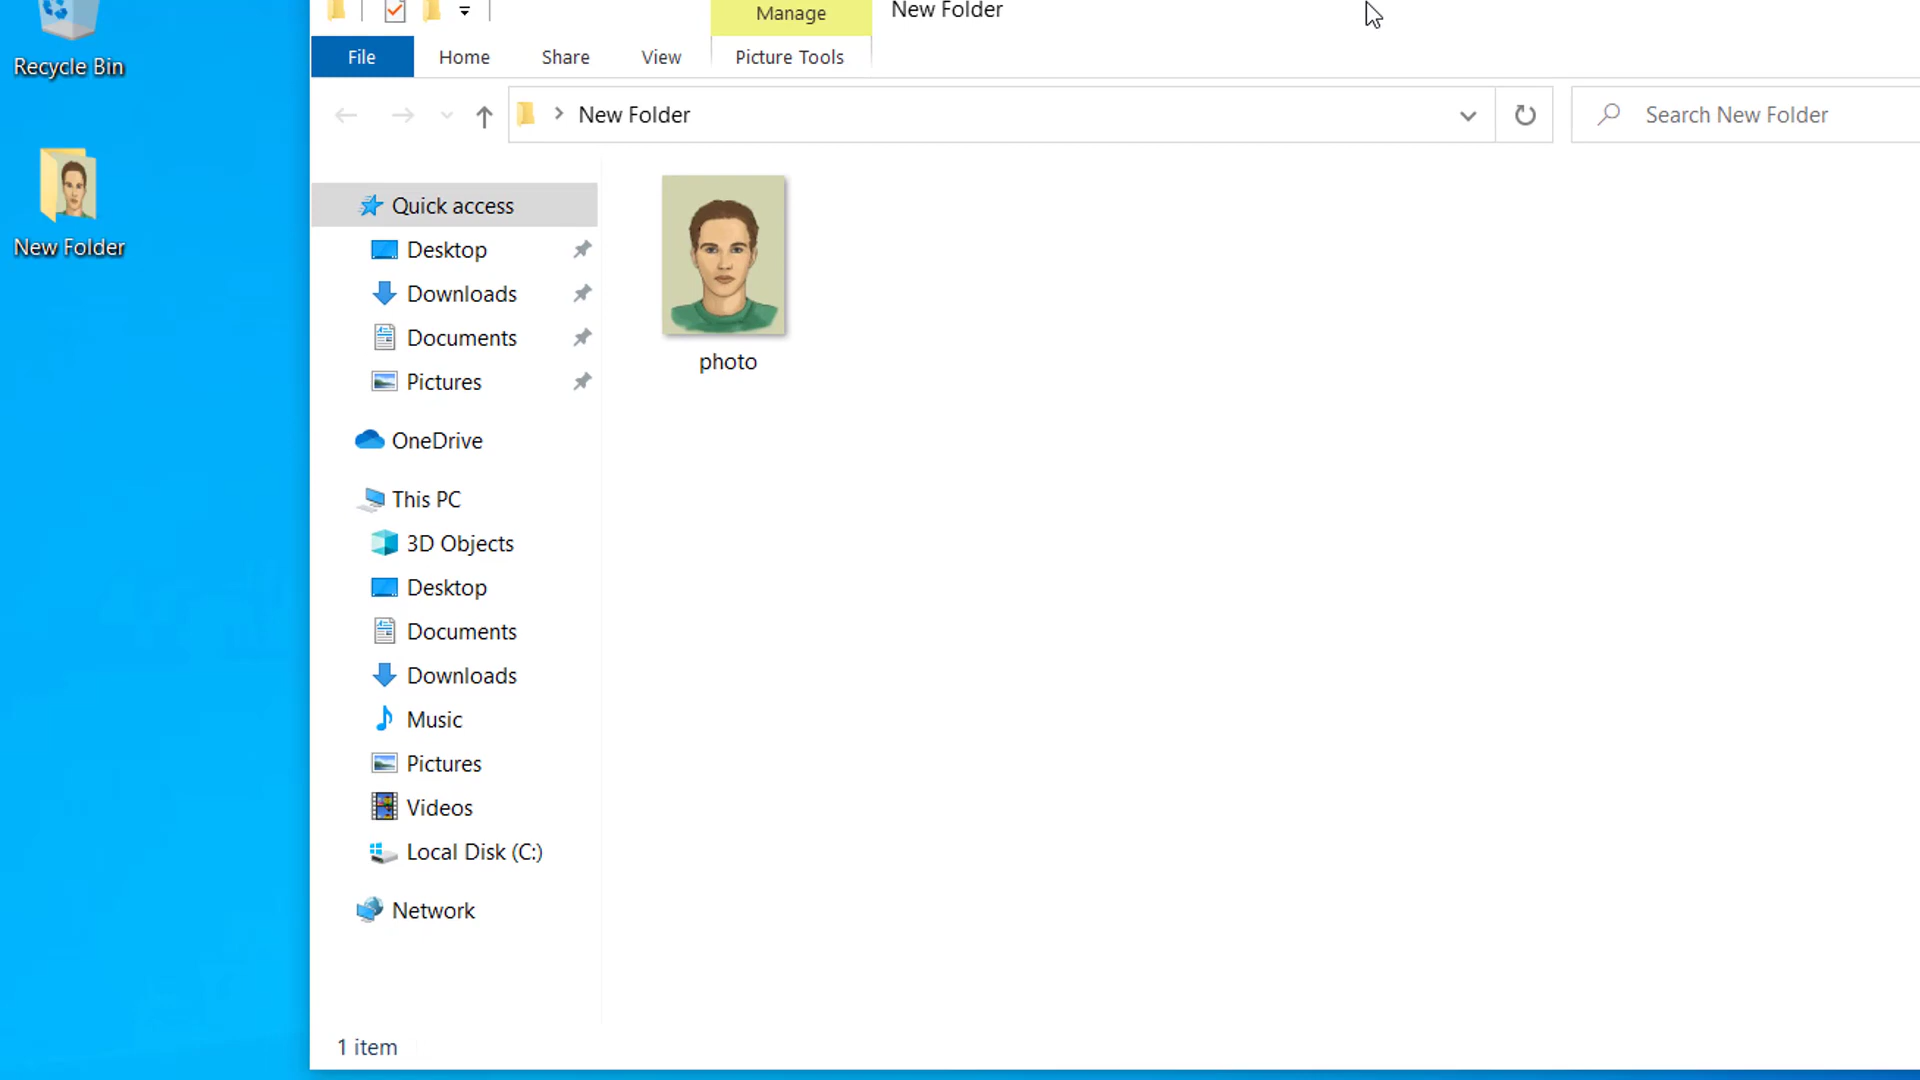 Recycle Bin
New Folder
Manage
New Folder
File
Home
Share
View
Picture Tools
New Folder
Search New Folder
Quick access
Desktop
Downloads
Documents
Pictures
OneDrive
This PC
3D Objects
Desktop
Documents
Downloads
Music
Pictures
Videos
Local Disk (C:)
Network
photo
1 item